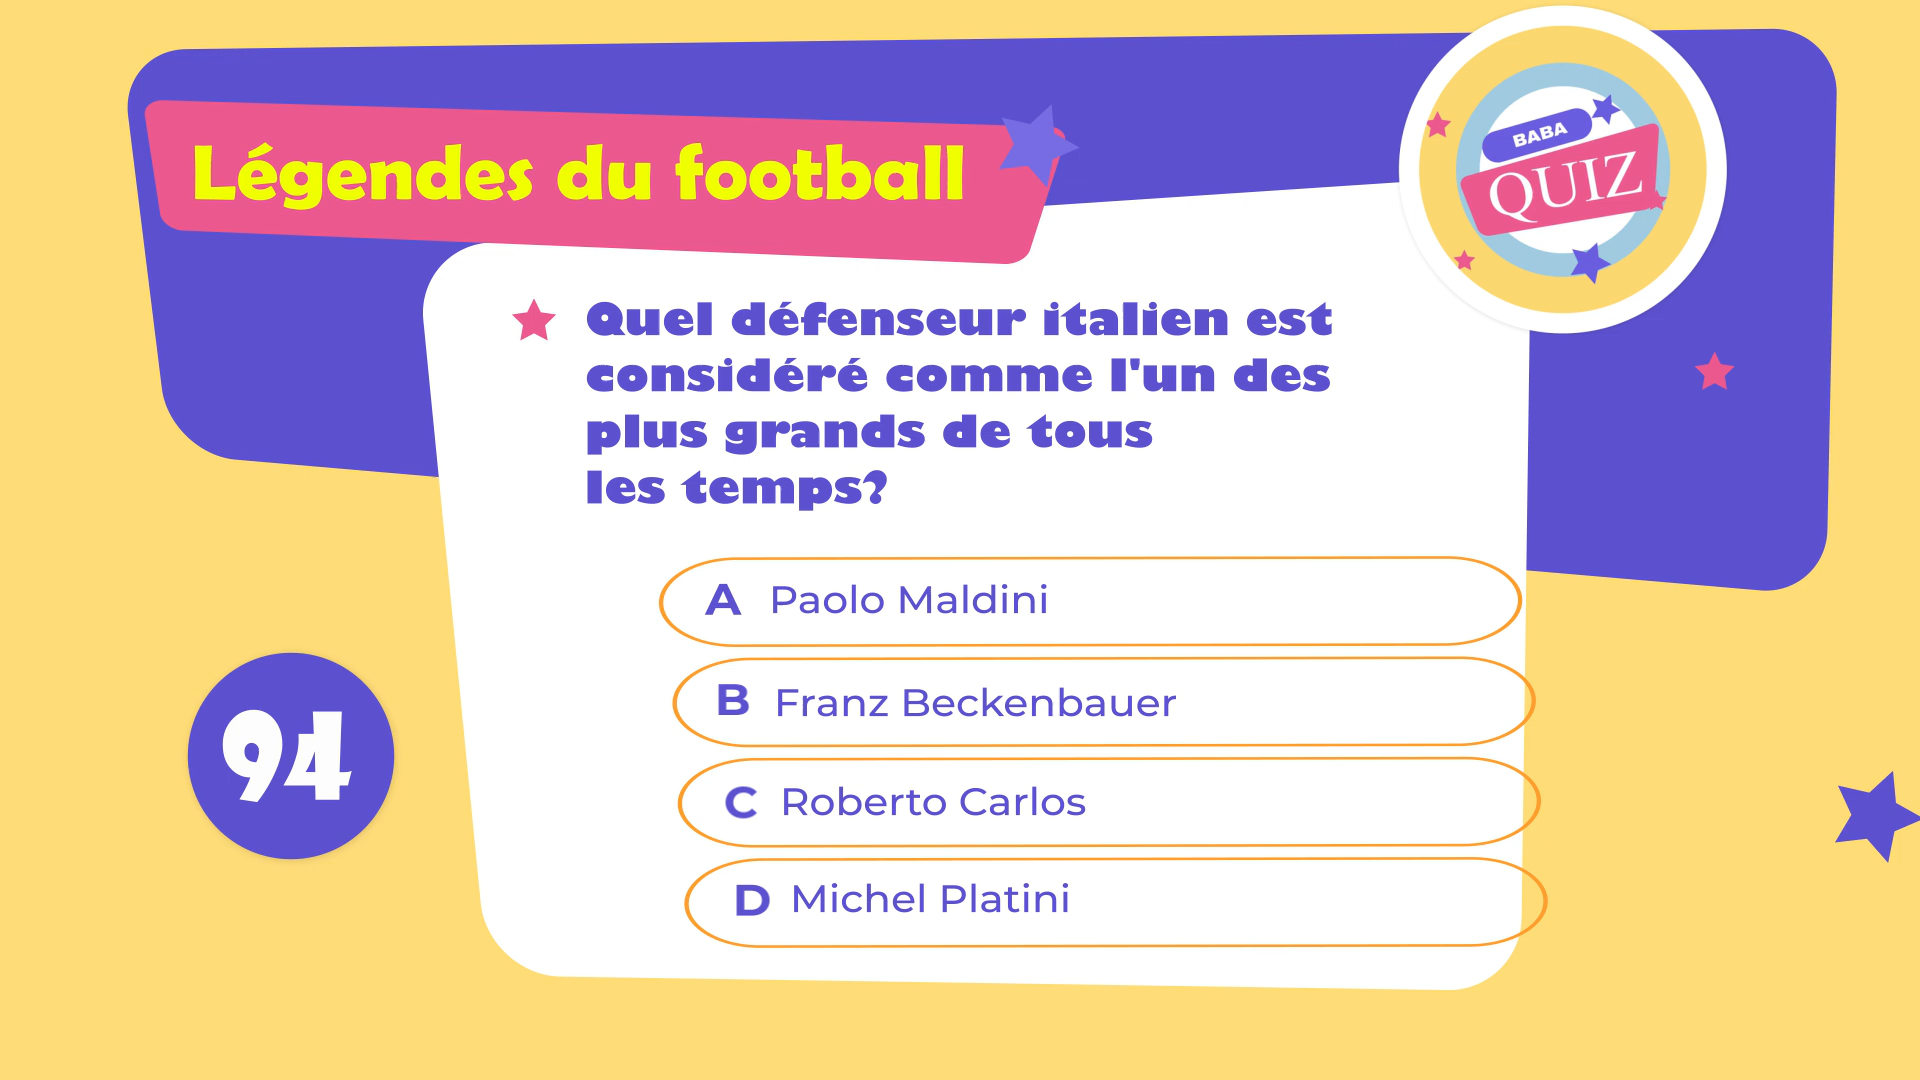 Légendes du football
BABA
QUIZ
Quel défenseur italien est
considéré comme l'un des
plus grands de tous
les temps?
A Paolo Maldini
B Franz Beckenbauer
C Roberto Carlos
D Michel Platini
94